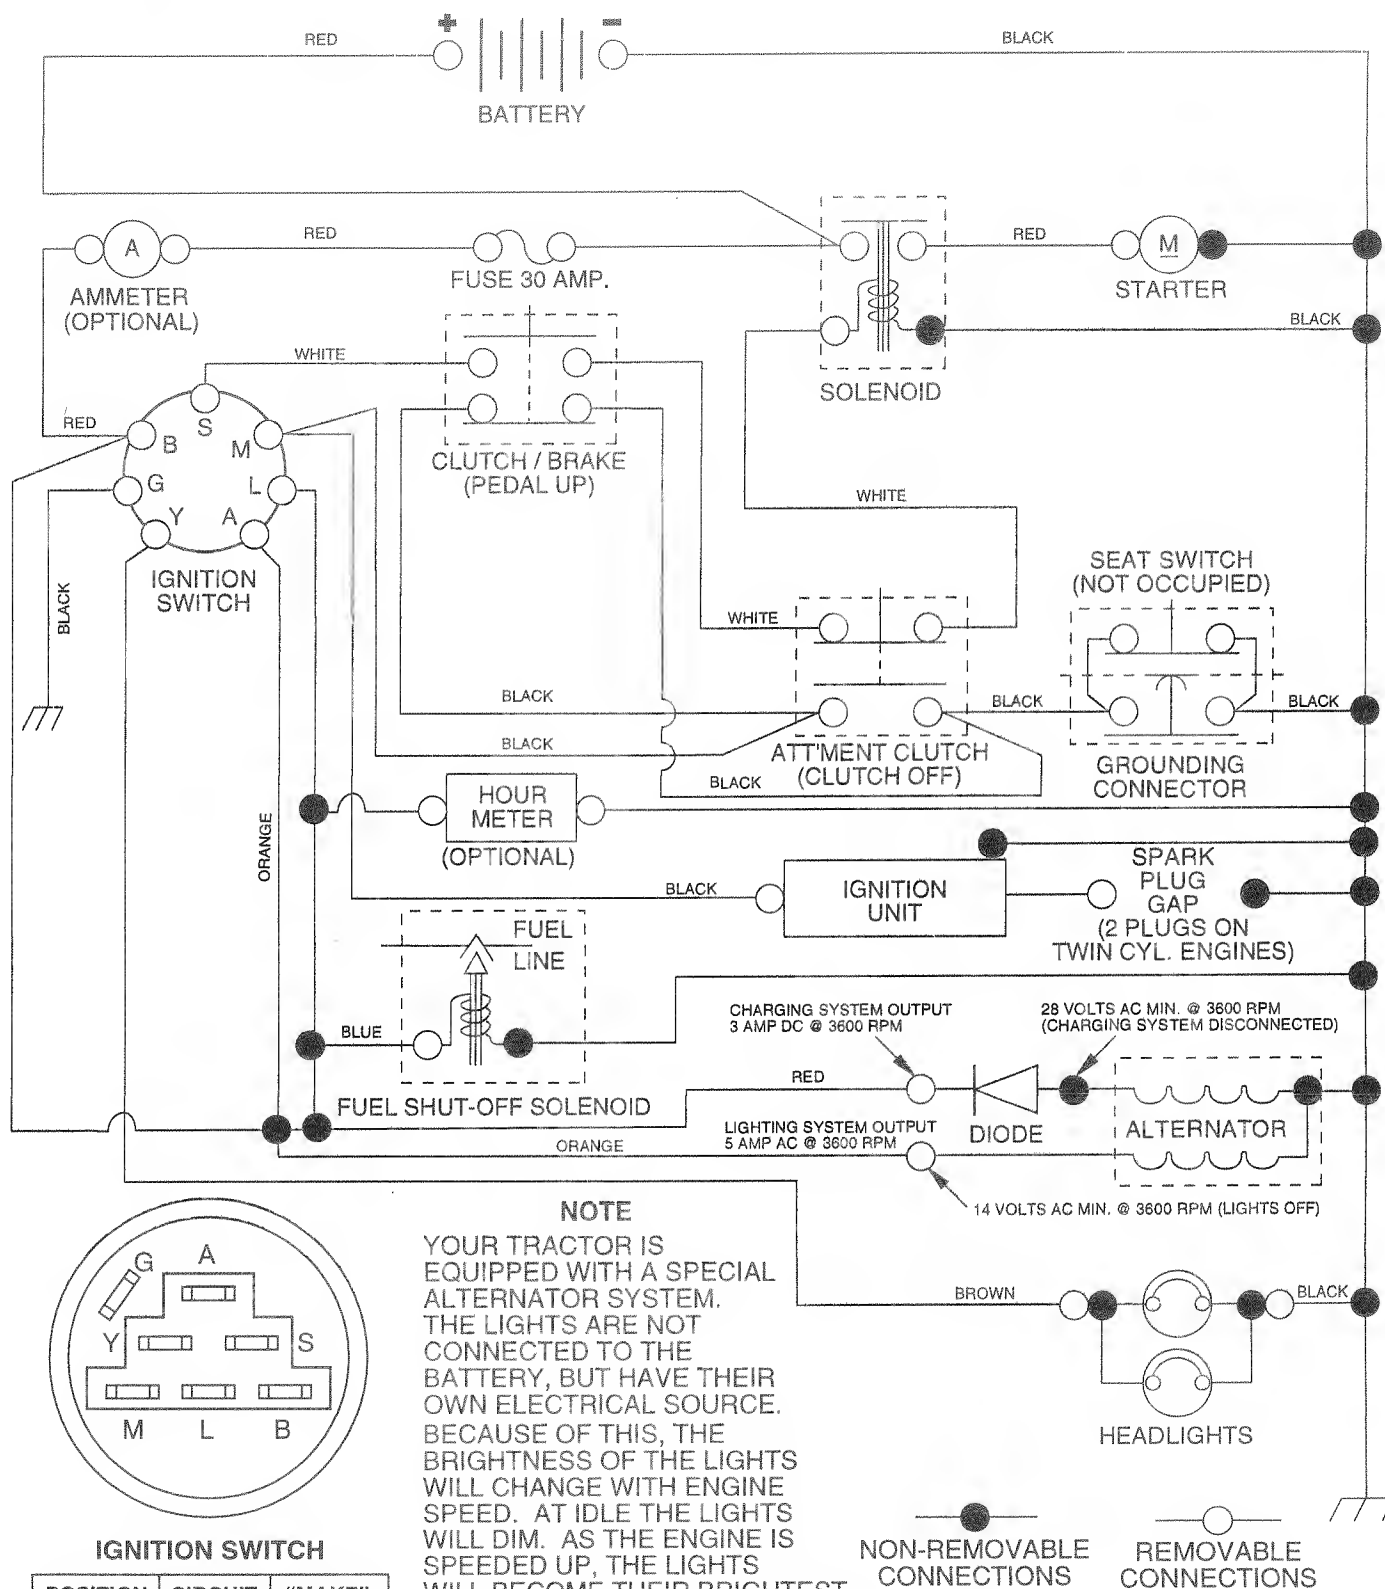 + -
RED
BLACK
BATTERY
RED
A
RED
M
FUSE 30 AMP.
STARTER
AMMETER
(OPTIONAL)
BLACK
WHITE
SOLENOID
RED
S
B
M
CLUTCH / BRAKE
(PEDAL UP)
G
L
WHITE
Y
A
IGNITION
SWITCH
SEAT SWITCH
(NOT OCCUPIED)
BLACK
WHITE
BLACK
BLACK
BLACK
BLACK
ATT'MENT CLUTCH
(CLUTCH OFF)
GROUNDING
CONNECTOR
BLACK
HOUR
METER
(OPTIONAL)
ORANGE
BLACK
IGNITION
UNIT
SPARK
PLUG
GAP
(2 PLUGS ON
TWIN CYL. ENGINES)
FUEL
LINE
CHARGING SYSTEM OUTPUT
3 AMP DC @ 3600 RPM
28 VOLTS AC MIN. @ 3600 RPM
(CHARGING SYSTEM DISCONNECTED)
BLUE
RED
FUEL SHUT-OFF SOLENOID
LIGHTING SYSTEM OUTPUT
5 AMP AC @ 3600 RPM
DIODE
ALTERNATOR
ORANGE
14 VOLTS AC MIN. @ 3600 RPM (LIGHTS OFF)
G
A
Y
S
M
L
B
IGNITION SWITCH
POSITION CIRCUIT "MAKE"
NOTE
YOUR TRACTOR IS
EQUIPPED WITH A SPECIAL
ALTERNATOR SYSTEM.
THE LIGHTS ARE NOT
CONNECTED TO THE
BATTERY, BUT HAVE THEIR
OWN ELECTRICAL SOURCE.
BECAUSE OF THIS, THE
BRIGHTNESS OF THE LIGHTS
WILL CHANGE WITH ENGINE
SPEED. AT IDLE THE LIGHTS
WILL DIM. AS THE ENGINE IS
SPEEDED UP, THE LIGHTS
WILL BECOME THEIR BRIGHTEST
BROWN
BLACK
HEADLIGHTS
NON-REMOVABLE
CONNECTIONS
REMOVABLE
CONNECTIONS